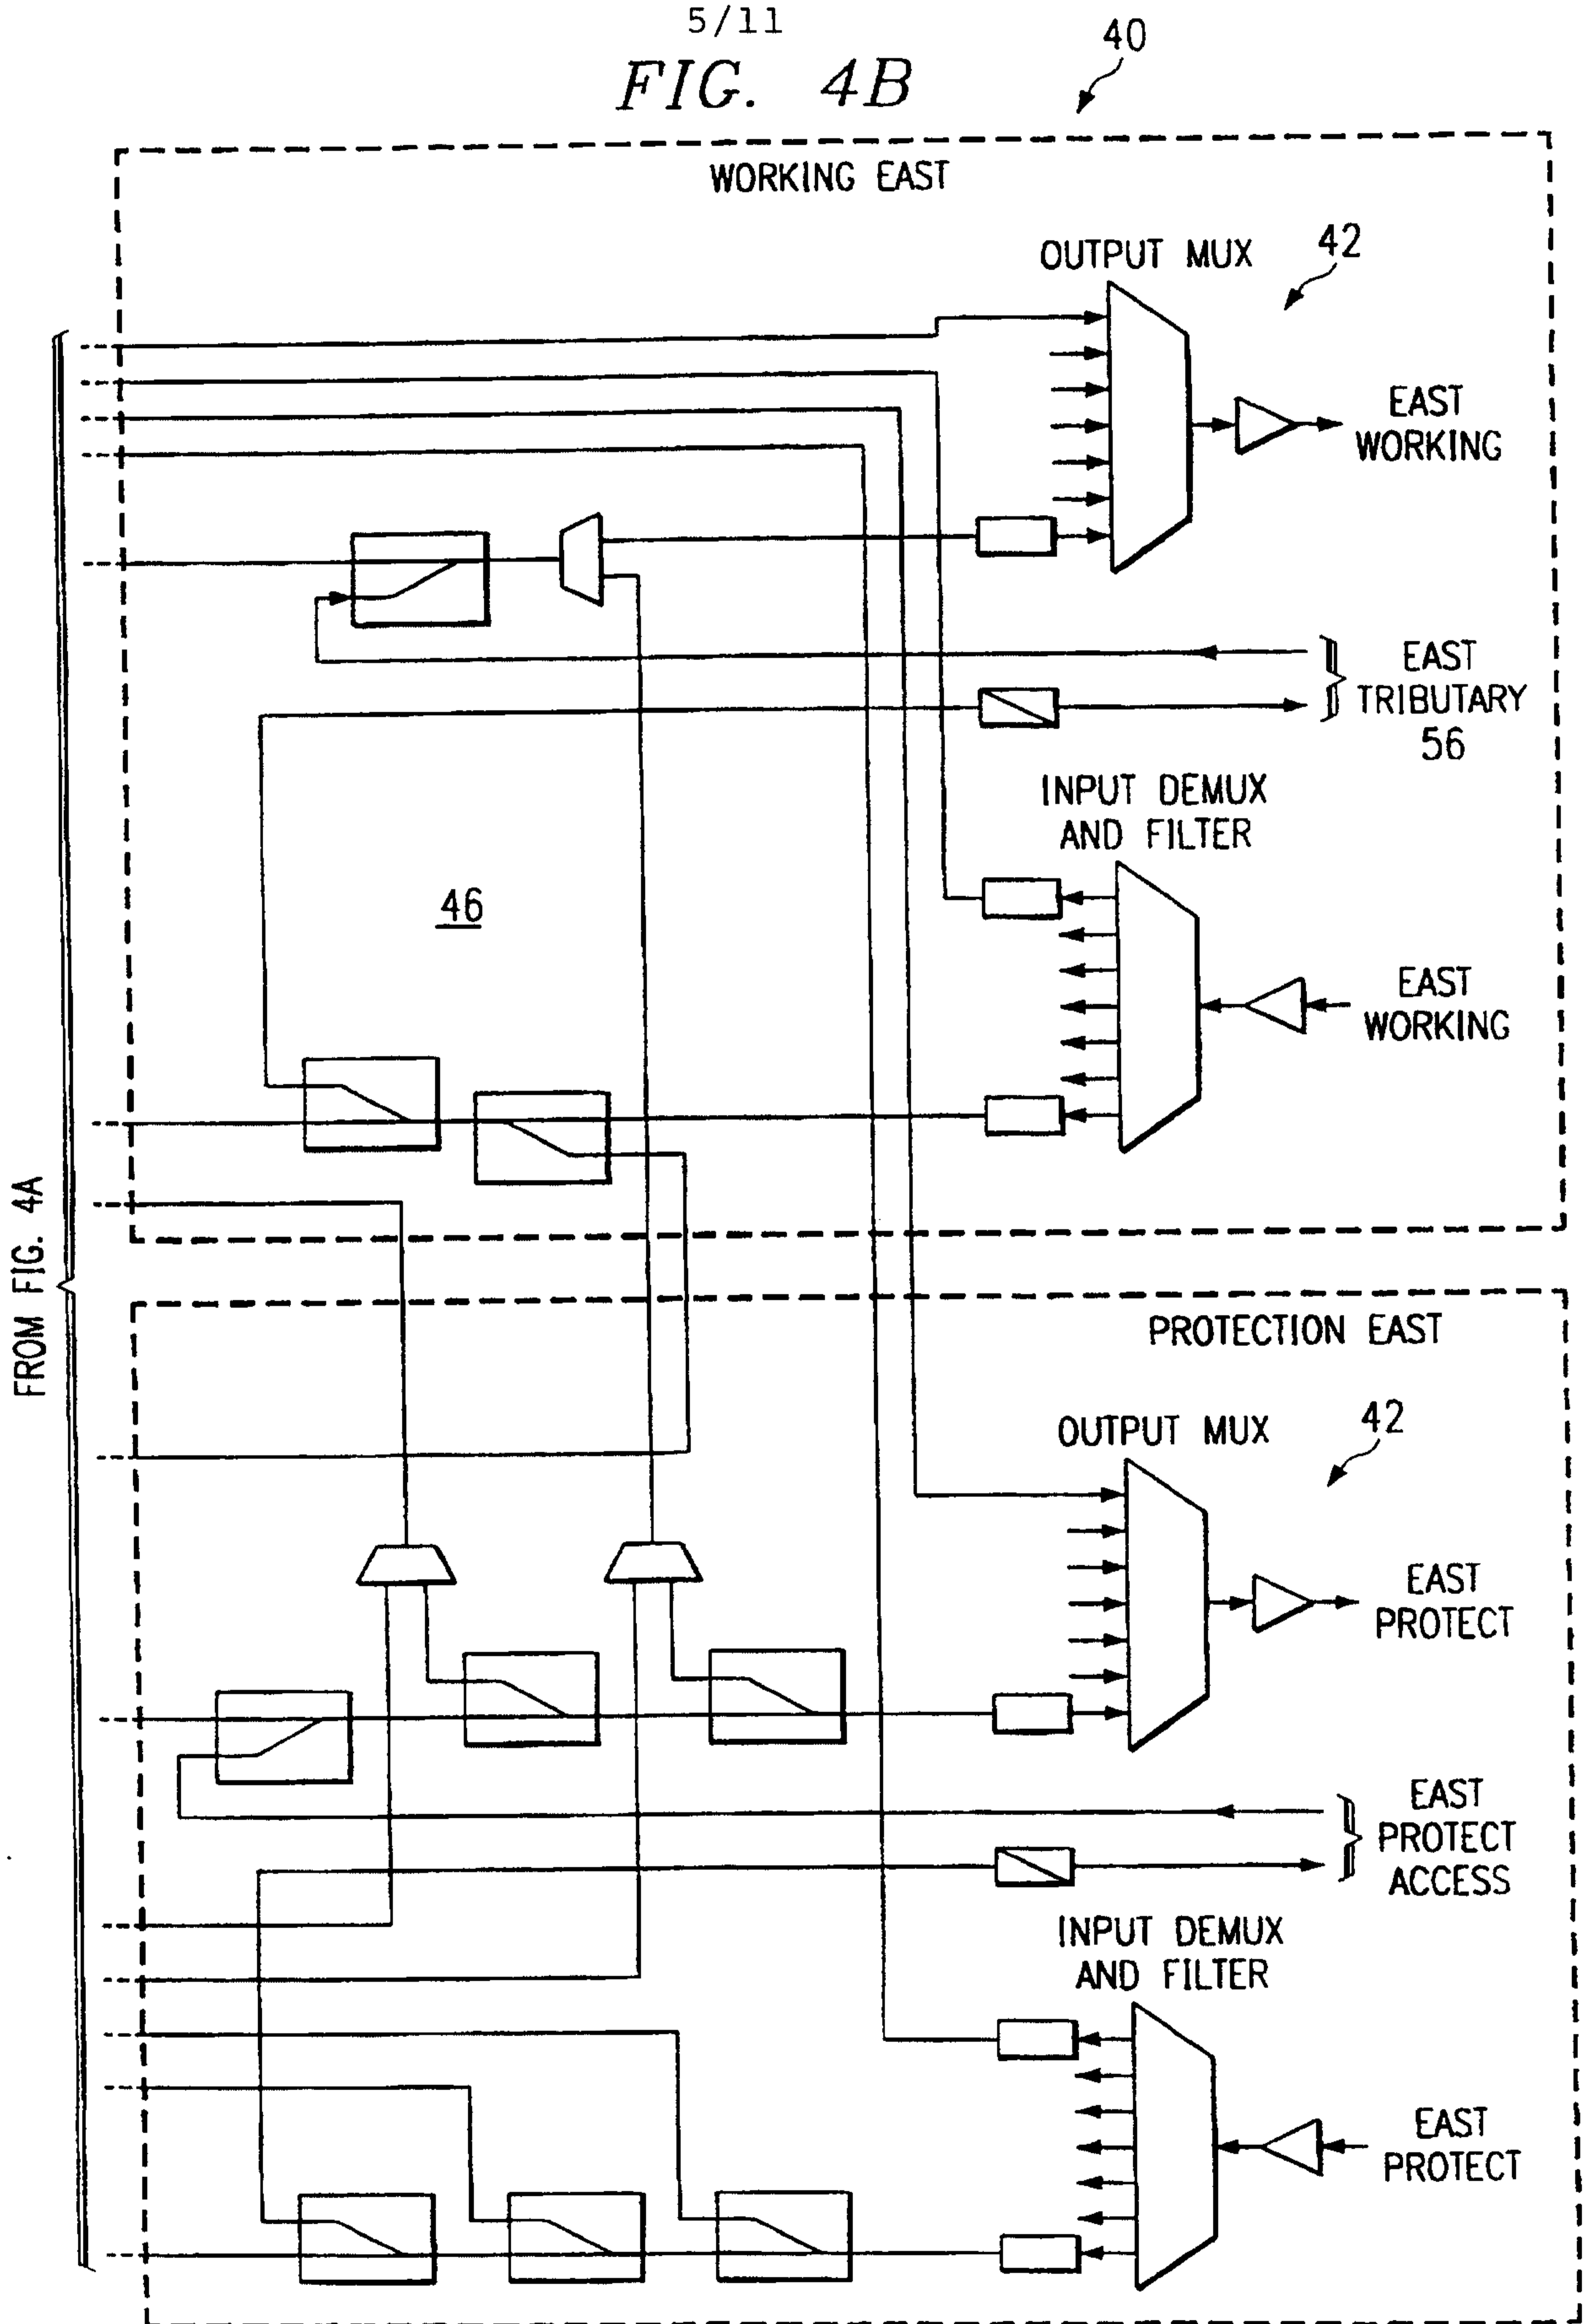 5/11
FIG. 4B
40
WORKING EAST
OUTPUT MUX
42
EAST
WORKING
EAST
TRIBUTARY
56
INPUT DEMUX
AND FILTER
46
EAST
WORKING
FROM FIG. 4A
PROTECTION EAST
OUTPUT MUX
42
EAST
PROTECT
EAST
PROTECT
ACCESS
INPUT DEMUX
AND FILTER
EAST
PROTECT